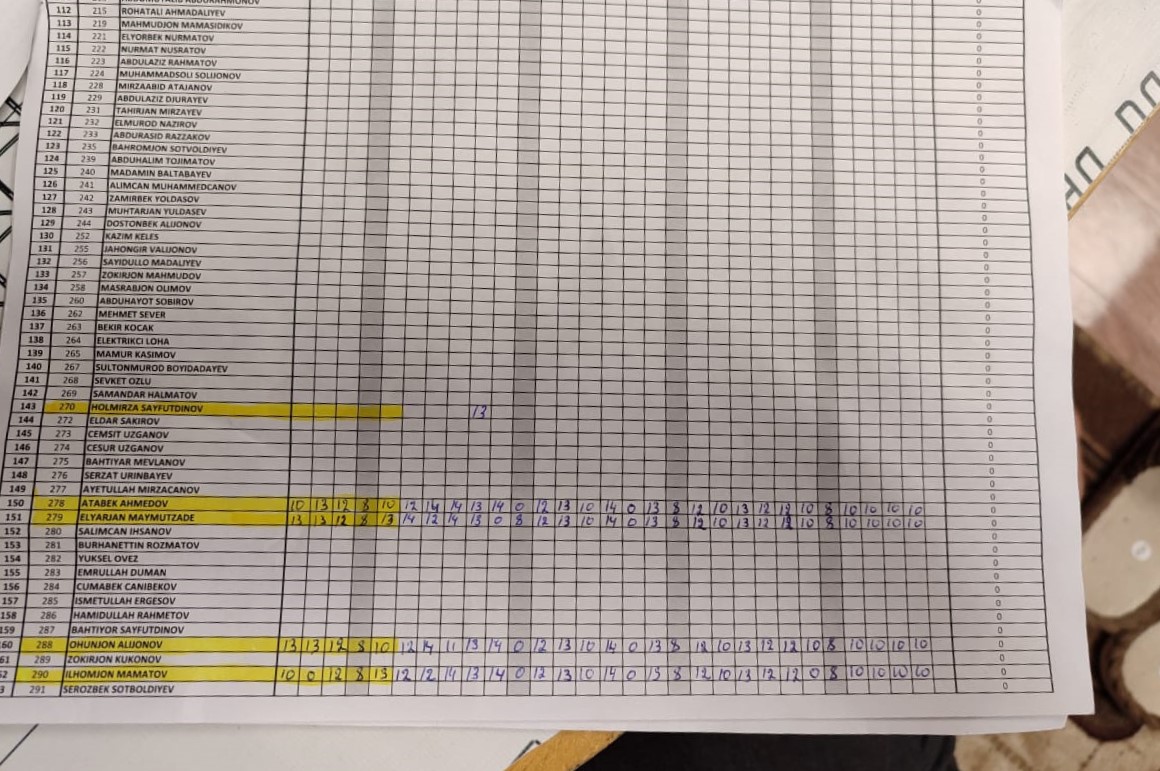 112 215 ROHATALI AHMADALIYEV 0
113 219 MAHMUDJON MAMASIDIKOV 0
114 221 ELYORBEK NURMATOV 0
115 222 NURMAT NUSRATOV 0
116 223 ABDULAZIZ RAHMATOV 0
117 224 MUHAMMADSOLI SOLIJONOV 0
118 228 MIRZAABID ATAJANOV 0
119 229 ABDULAZIZ DJURAYEV 0
120 231 TAHIRJAN MIRZAYEV 0
121 232 ELMUROD NAZIROV 0
122 233 ABDURASID RAZZAKOV 0
123 235 BAHROMJON SOTVOLDIYEV 0
124 239 ABDUHALIM TOJIMATOV 0
125 240 MADAMIN BALTABAYEV 0
126 241 ALIMCAN MUHAMMEDCANOV 0
127 242 ZAMIRBEK YOLDASOV 0
128 243 MUHTARJAN YULDASEV 0
129 244 DOSTONBEK ALIJONOV 0
130 252 KAZIM KELES 0
131 255 JAHONGIR VALIJONOV 0
132 256 SAYIDULLO MADALIYEV 0
133 257 ZOKIRJON MAHMUDOV 0
134 258 MASRABJON OLIMOV 0
135 260 ABDUHAYOT SOBIROV 0
136 262 MEHMET SEVER 0
137 263 BEKIR KOCAK 0
138 264 ELEKTRIKCI LOHA 0
139 265 MAMUR KASIMOV 0
140 267 SULTONMUROD BOYIDADAYEV 0
141 268 SEVKET OZLU 0
142 269 SAMANDAR HALMATOV 0
143 270 HOLMIRZA SAYFUTDINOV 13 0
144 272 ELDAR SAKIROV 0
145 273 CEMSIT UZGANOV 0
146 274 CESUR UZGANOV 0
147 275 BAHTIYAR MEVLANOV 0
148 276 SERZAT URINBAYEV 0
149 277 AYETULLAH MIRZACANOV 0
150 278 ATABEK AHMEDOV 10 13 12 8 10 12 14 14 13 14 0 12 13 10 14 0 13 8 12 10 13 12 12 10 8 10 10 10 10 0
151 279 ELYARJAN MAYMUTZADE 13 13 12 8 13 14 12 14 13 0 8 12 13 10 14 0 13 8 12 10 13 12 12 10 8 10 10 10 10 0
152 280 SALIMCAN IHSANOV 0
153 281 BURHANETTIN ROZMATOV 0
154 282 YUKSEL OVEZ 0
155 283 EMRULLAH DUMAN 0
156 284 CUMABEK CANIBEKOV 0
157 285 ISMETULLAH ERGESOV 0
158 286 HAMIDULLAH RAHMETOV 0
159 287 BAHTIYOR SAYFUTDINOV 0
60 288 OHUNJON ALIJONOV 13 13 12 8 10 12 14 11 13 14 0 12 13 10 14 0 13 8 12 10 13 12 12 10 8 10 10 10 10 0
61 289 ZOKIRJON KUKONOV 0
2 290 ILHOMJON MAMATOV 10 0 12 8 13 12 12 14 13 14 0 12 13 10 14 0 13 8 12 10 13 12 12 0 8 10 10 10 10 0
3 291 SEROZBEK SOTBOLDIYEV 0